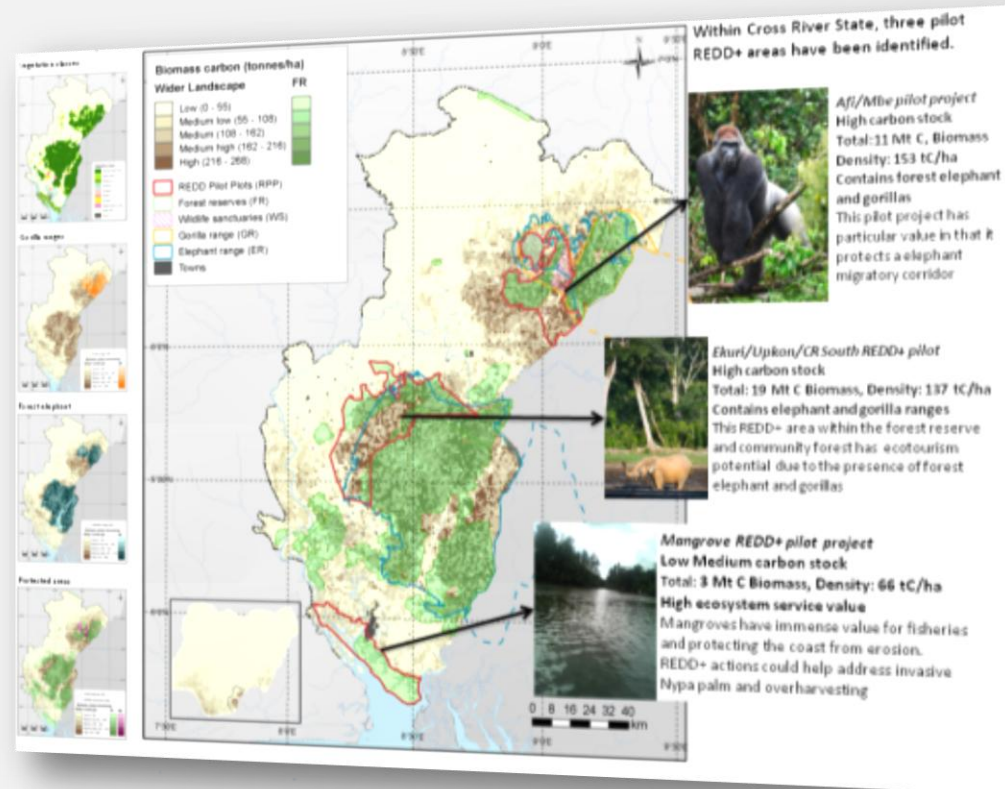 Within Cross River State, three pilot
REDD+ areas have been identified.
Biomass carbon (tonnes/ha)
Wider Landscape
FR
Low (0 - 55)
Medium low (55 - 108)
Medium (108 - 162)
Medium high (162 - 216)
High (216 - 268)
REDD Pilot Plots (RPP)
Forest reserves (FR)
Wildlife sanctuaries (WS)
Gorilla range (GR)
Elephant range (ER)
Towns
Afi/Mbe pilot project
High carbon stock
Total:11 Mt C, Biomass
Density: 153 tC/ha
Contains forest elephant
and gorillas
This pilot project has
particular value in that it
protects a elephant
migratory corridor
Ekuri/Upkon/CR South REDD+ pilot
High carbon stock
Total: 19 Mt C Biomass, Density: 137 tC/ha
Contains elephant and gorilla ranges
This REDD+ area within the forest reserve
and community forest has ecotourism
potential due to the presence of forest
elephant and gorillas
Mangrove REDD+ pilot project
Low Medium carbon stock
Total: 3 Mt C Biomass, Density: 66 tC/ha
High ecosystem service value
Mangroves have immense value for fisheries
and protecting the coast from erosion.
REDD+ actions could help address invasive
Nypa palm and overharvesting
0 8 16 24 32 40
km
Gorilla ranges
Forest elephant
Protected areas